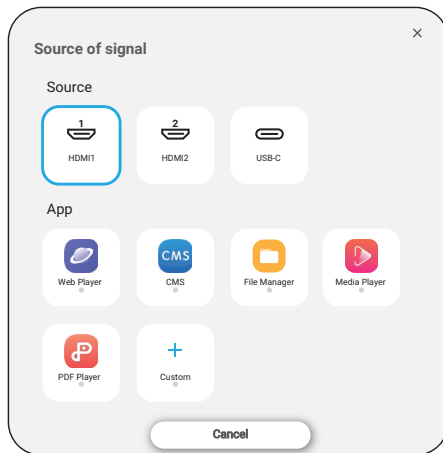 ×
Source of signal
Source
1
2
HDMI1
HDMI2
USB-C
App
CMS
Web Player
CMS
File Manager
Media Player
P
PDF Player
+
Custom
Cancel